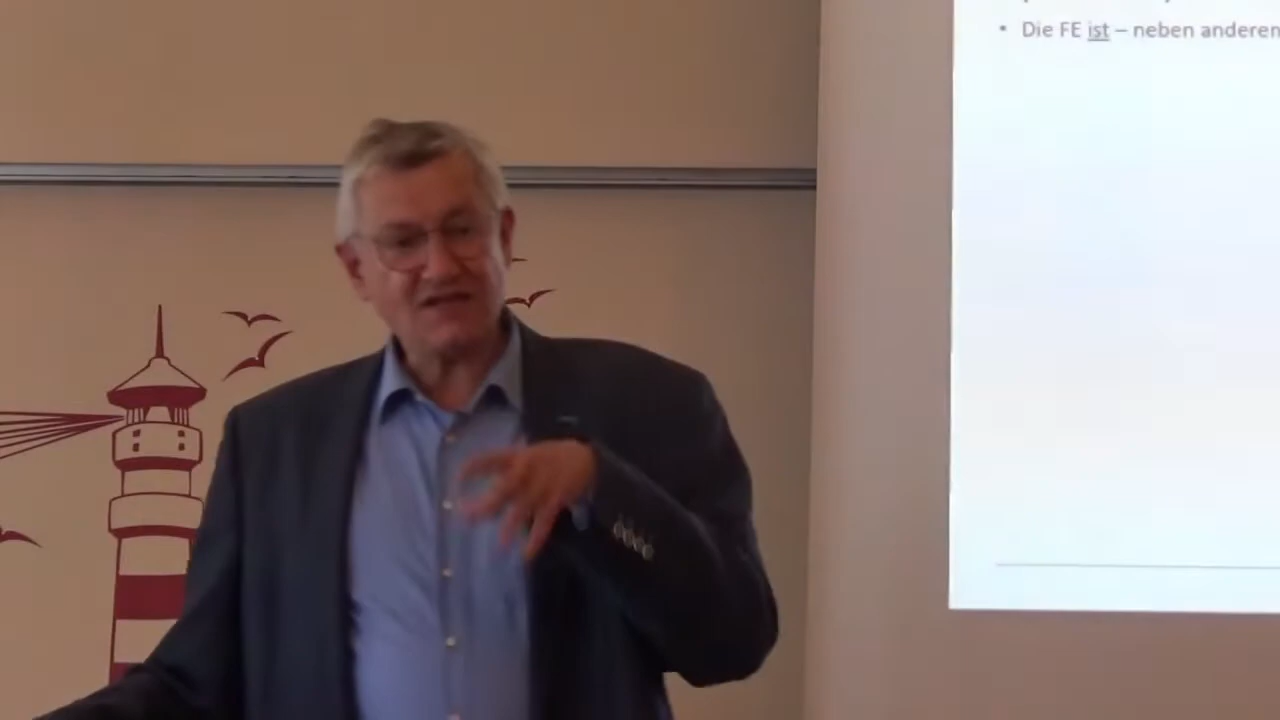 • Die FE ist – neben anderen